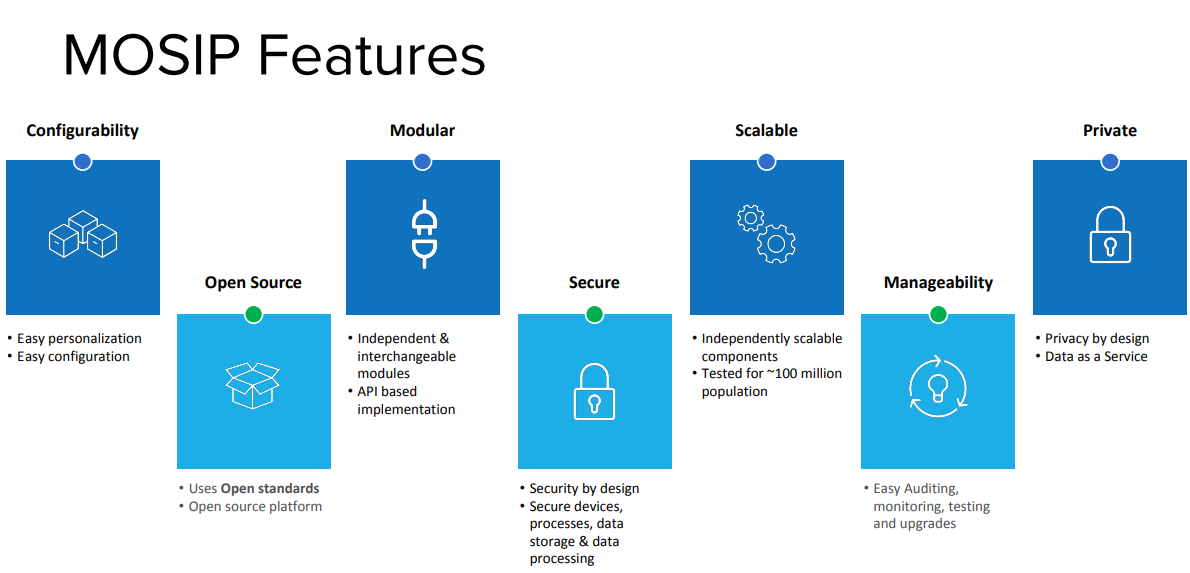 MOSIP Features
Configurability
• Easy personalization
• Easy configuration
Open Source
• Uses Open standards
• Open source platform
Modular
• Independent &
interchangeable
modules
• API based
implementation
Secure
• Security by design
• Secure devices,
processes, data
storage & data
processing
Scalable
• Independently scalable
components
• Tested for ~100 million
population
Manageability
• Easy Auditing,
monitoring, testing
and upgrades
Private
• Privacy by design
• Data as a Service